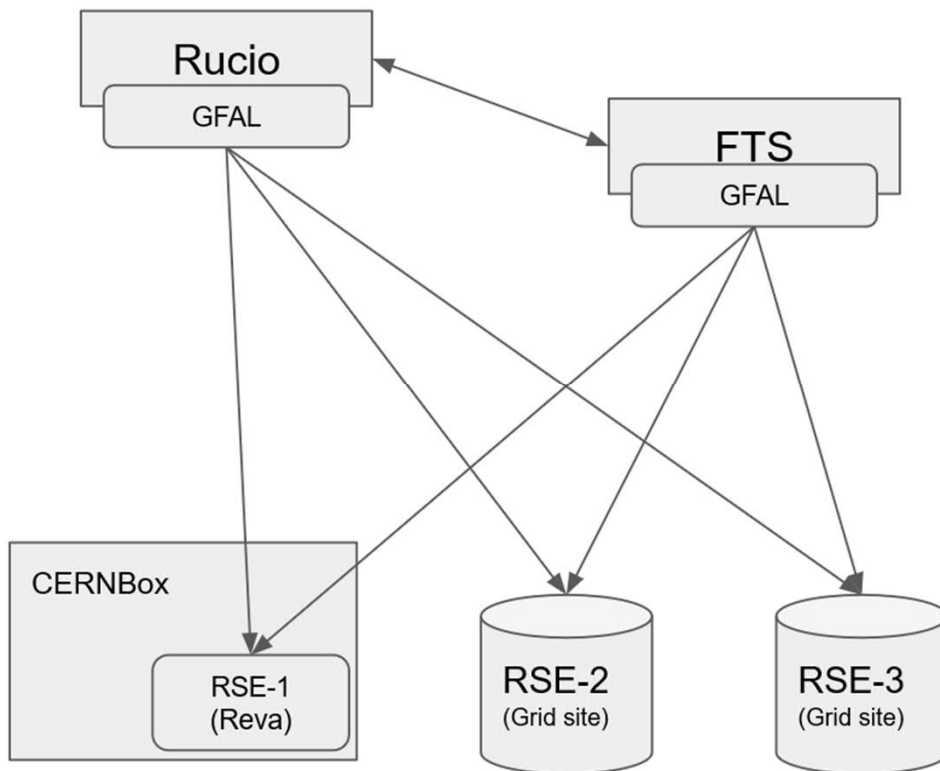 Rucio
GFAL
FTS
GFAL
CERNBox
RSE-1
(Reva)
RSE-2
(Grid site)
RSE-3
(Grid site)